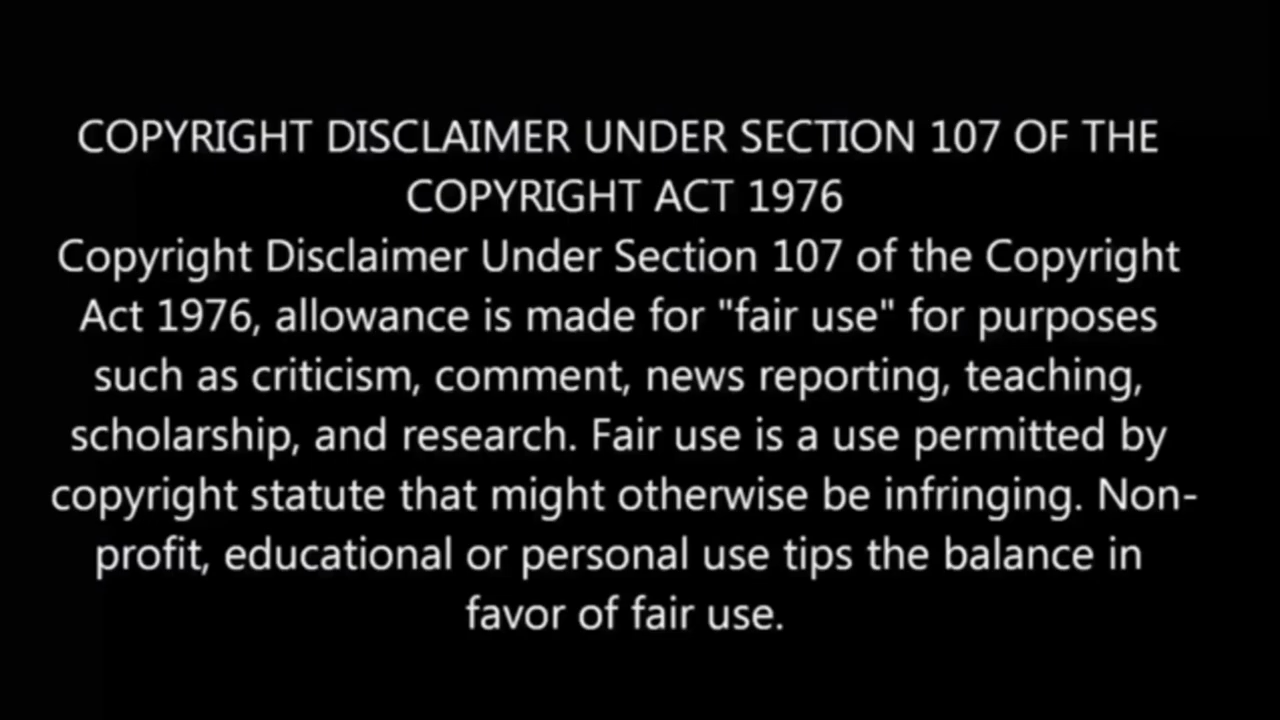 COPYRIGHT DISCLAIMER UNDER SECTION 107 OF THE
COPYRIGHT ACT 1976
Copyright Disclaimer Under Section 107 of the Copyright
Act 1976, allowance is made for "fair use" for purposes
such as criticism, comment, news reporting, teaching,
scholarship, and research. Fair use is a use permitted by
copyright statute that might otherwise be infringing. Non-
profit, educational or personal use tips the balance in
favor of fair use.